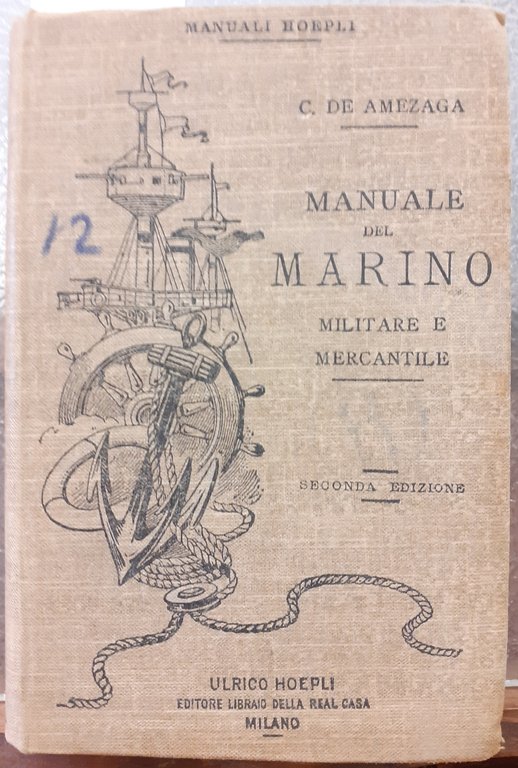 MANUALI HOEPLI
C. DE AMEZAGA
MANUALE
DEL
MARINO
MILITARE E
MERCANTILE
12
SECONDA EDIZIONE
ULRICO HOEPLI
EDITORE LIBRAIO DELLA REAL CASA
MILANO